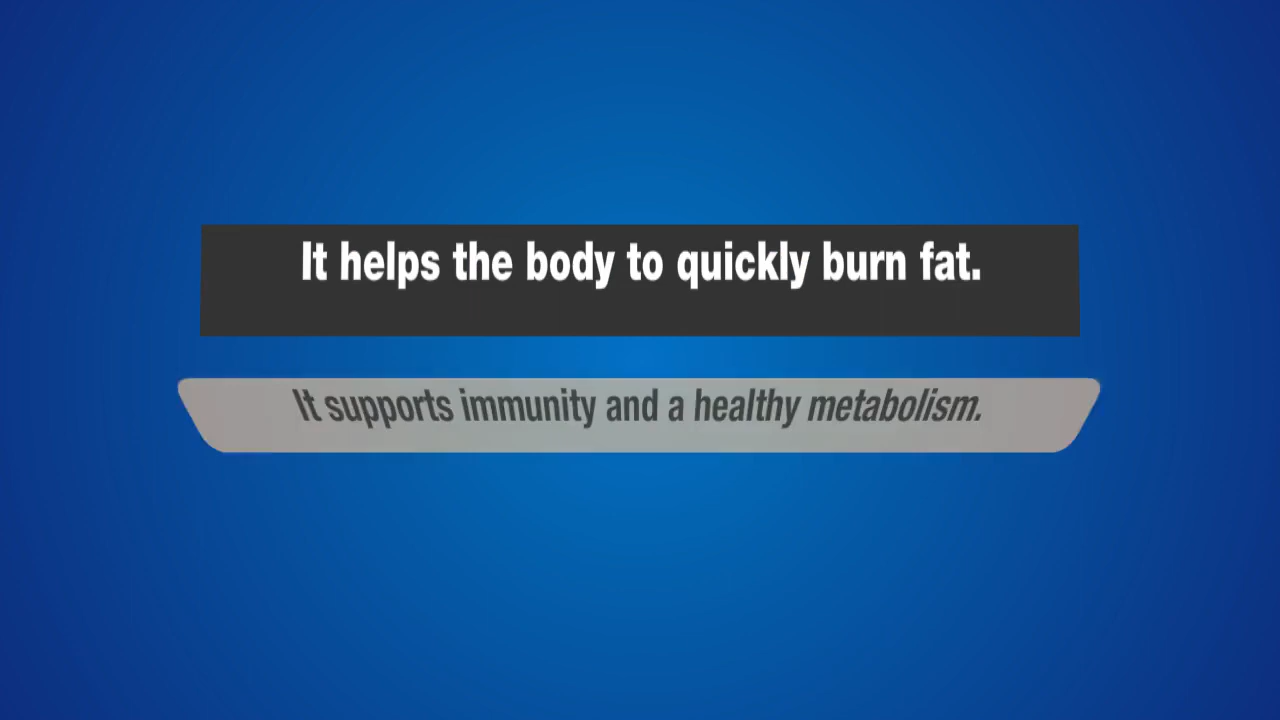 It helps the body to quickly burn fat.
It supports immunity and a healthy metabolism.